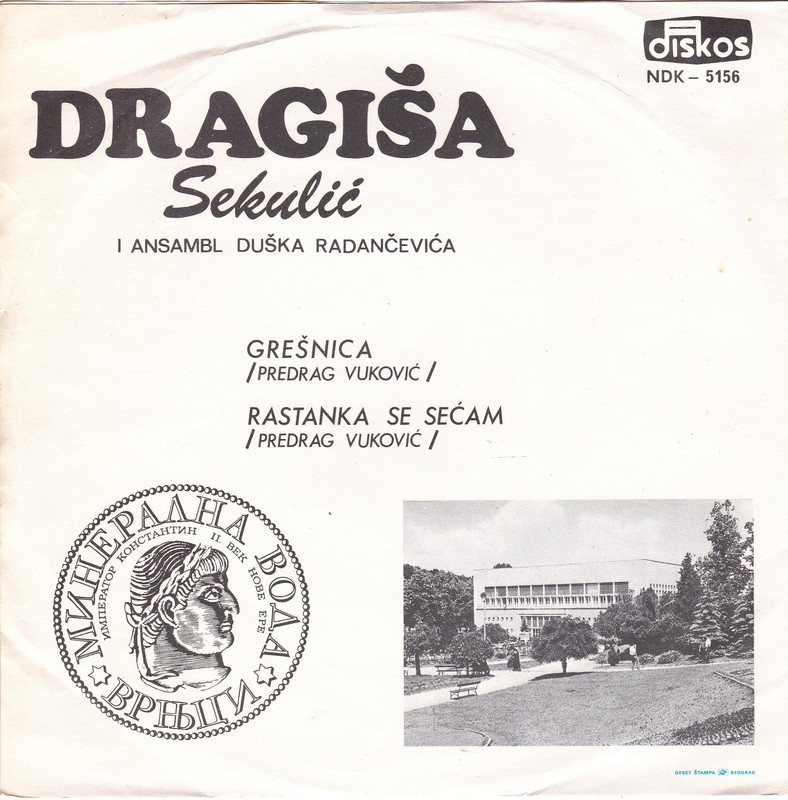 diskos
NDK – 5156
DRAGIŠA
Sekulić
I ANSAMBL DUŠKA RADANČEVIĆA
GREŠNICA
/PREDRAG VUKOVIĆ/
RASTANKA SE SEĆAM
/PREDRAG VUKOVIĆ/
МИНЕРАЛНА ВОДА
ИМПЕРАТОР КОНСТАНТИН II. ВЕК НОВЕ ЕРЕ
ВРЊЦИ
OFSET ŠTAMPA BEOGRAD